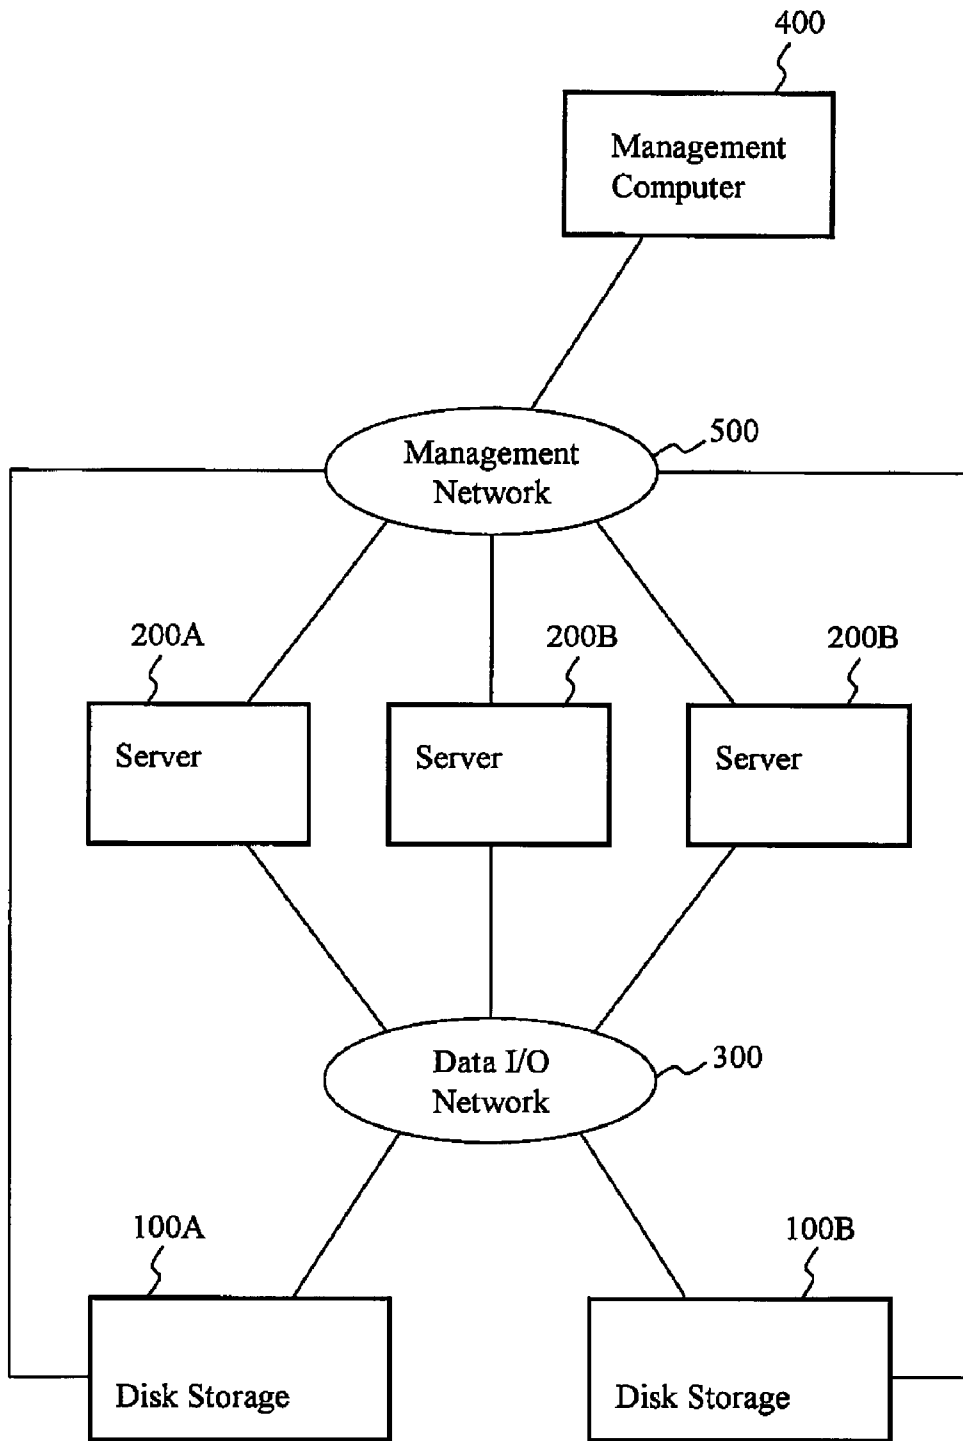 400
Management
Computer
500
Management
Network
200A
200B
200B
Server
Server
Server
Data I/O
Network
300
100A
100B
Disk Storage
Disk Storage